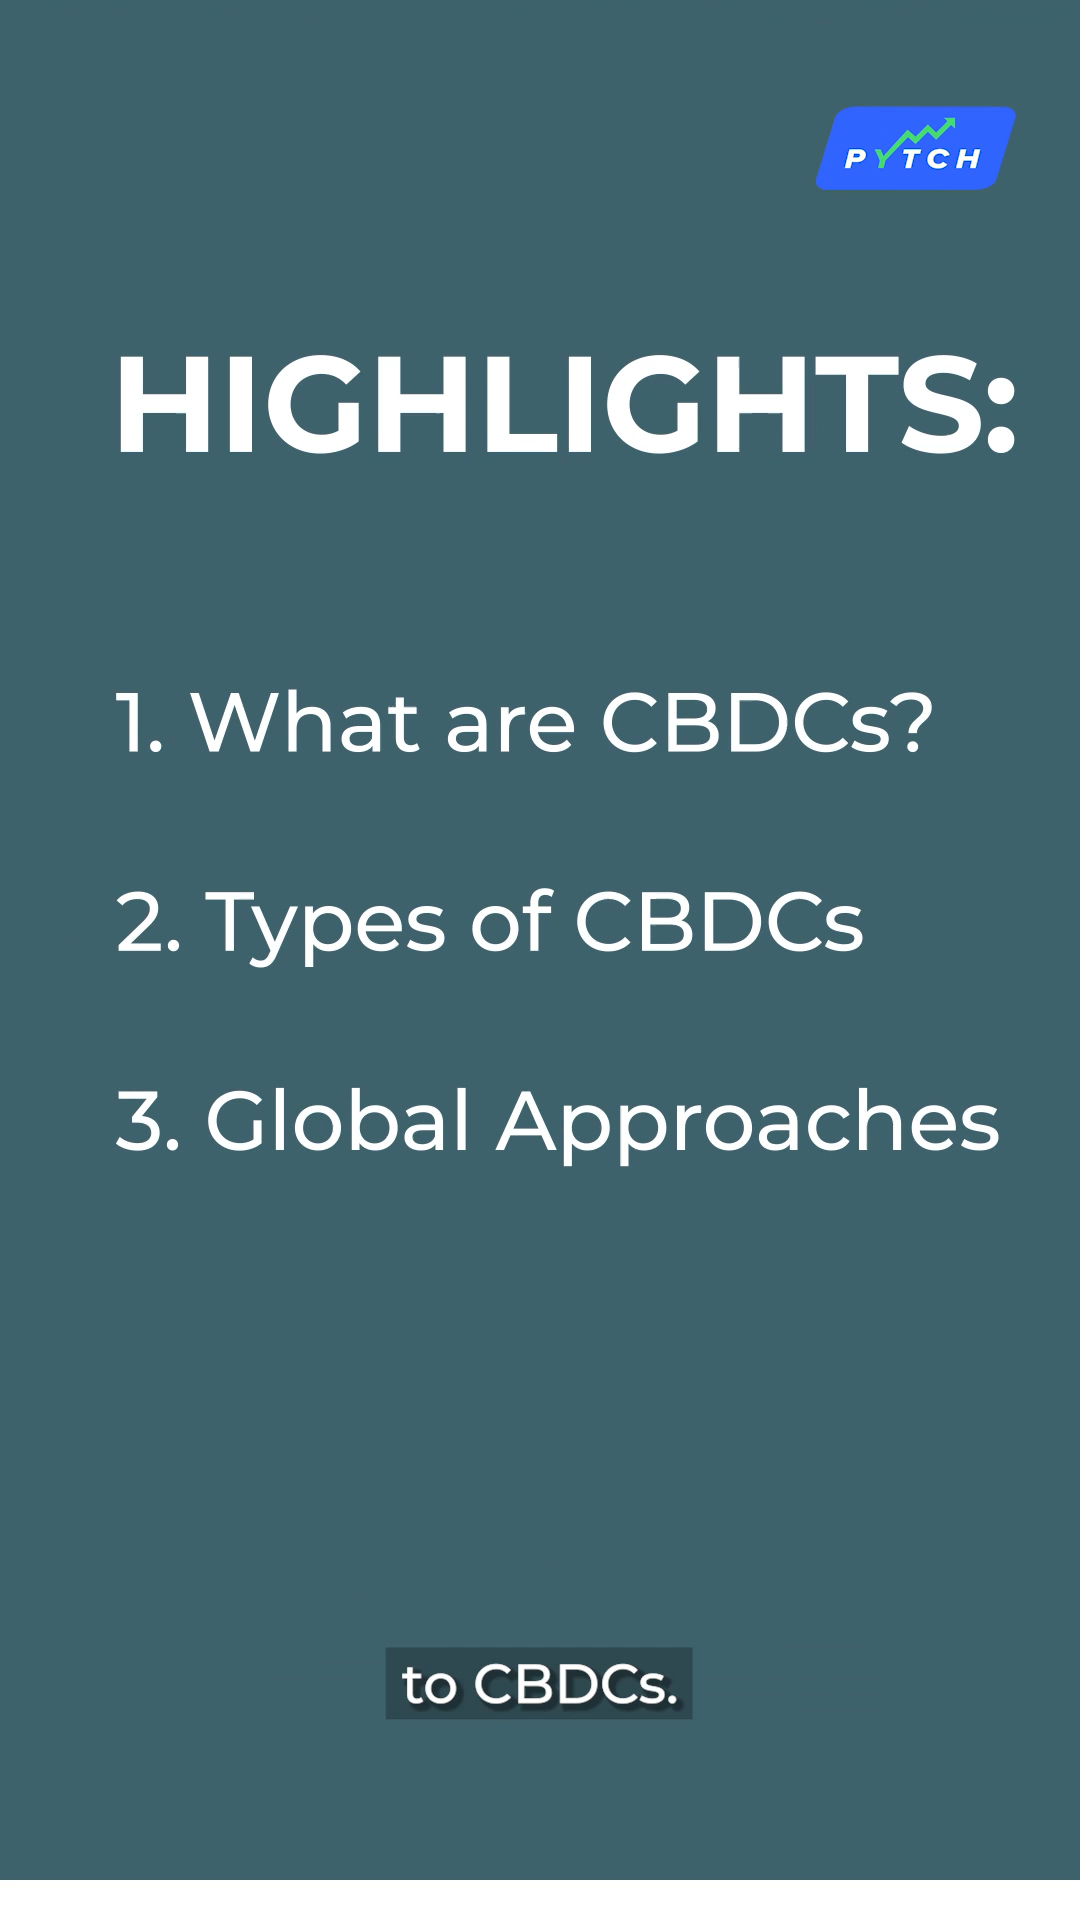 PYTCH
HIGHLIGHTS:
1. What are CBDCs?
2. Types of CBDCs
3. Global Approaches
to CBDCs.